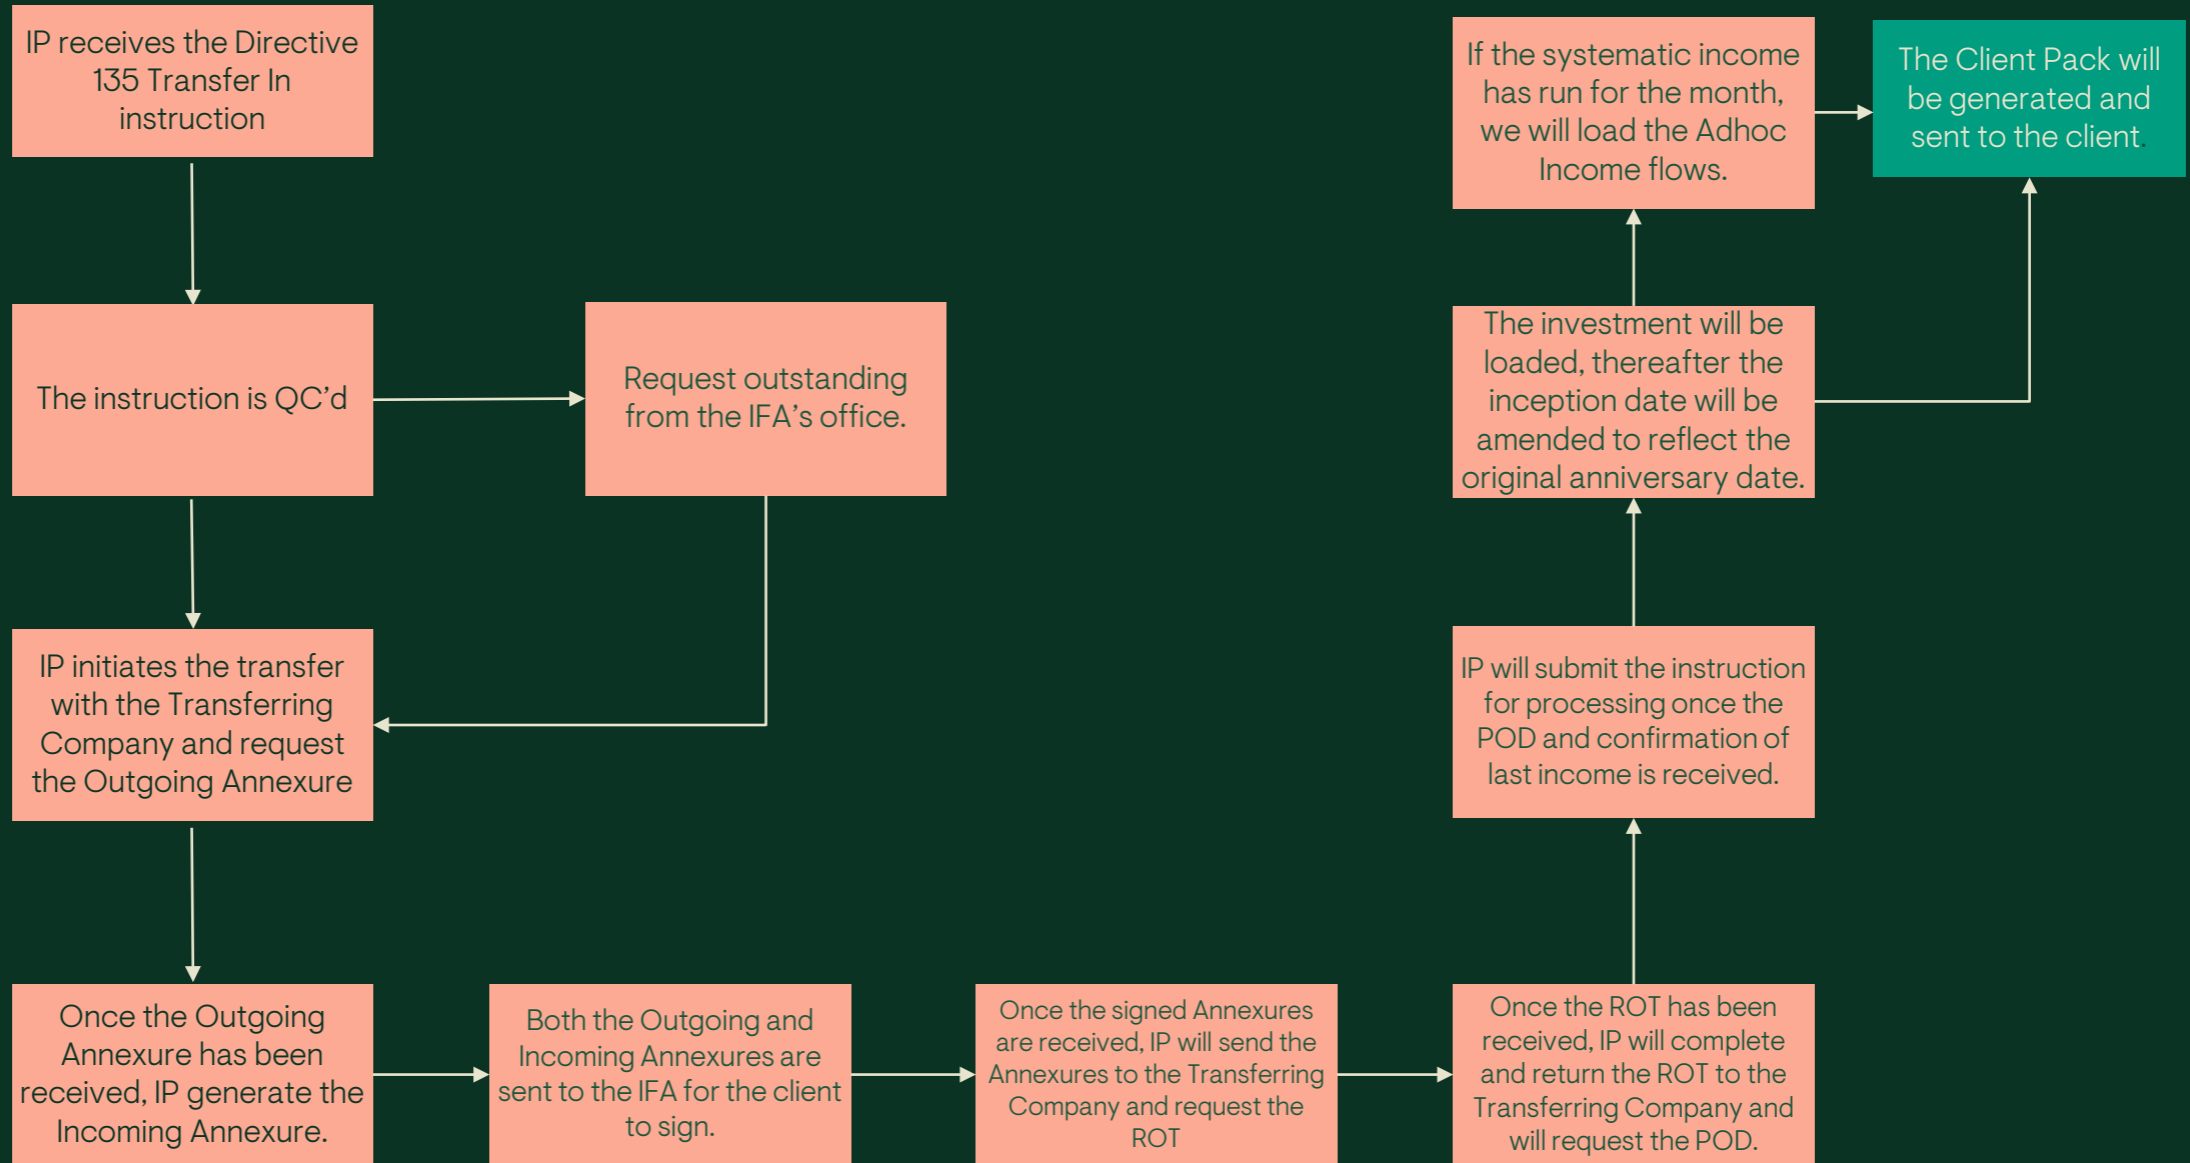 IP receives the Directive
135 Transfer In
instruction
The instruction is QC’d
Request outstanding
from the IFA’s office.
IP initiates the transfer
with the Transferring
Company and request
the Outgoing Annexure
Once the Outgoing
Annexure has been
received, IP generate the
Incoming Annexure.
Both the Outgoing and
Incoming Annexures are
sent to the IFA for the client
to sign.
Once the signed Annexures
are received, IP will send the
Annexures to the Transferring
Company and request the
ROT
Once the ROT has been
received, IP will complete
and return the ROT to the
Transferring Company and
will request the POD.
IP will submit the instruction
for processing once the
POD and confirmation of
last income is received.
The investment will be
loaded, thereafter the
inception date will be
amended to reflect the
original anniversary date.
If the systematic income
has run for the month,
we will load the Adhoc
Income flows.
The Client Pack will
be generated and
sent to the client.